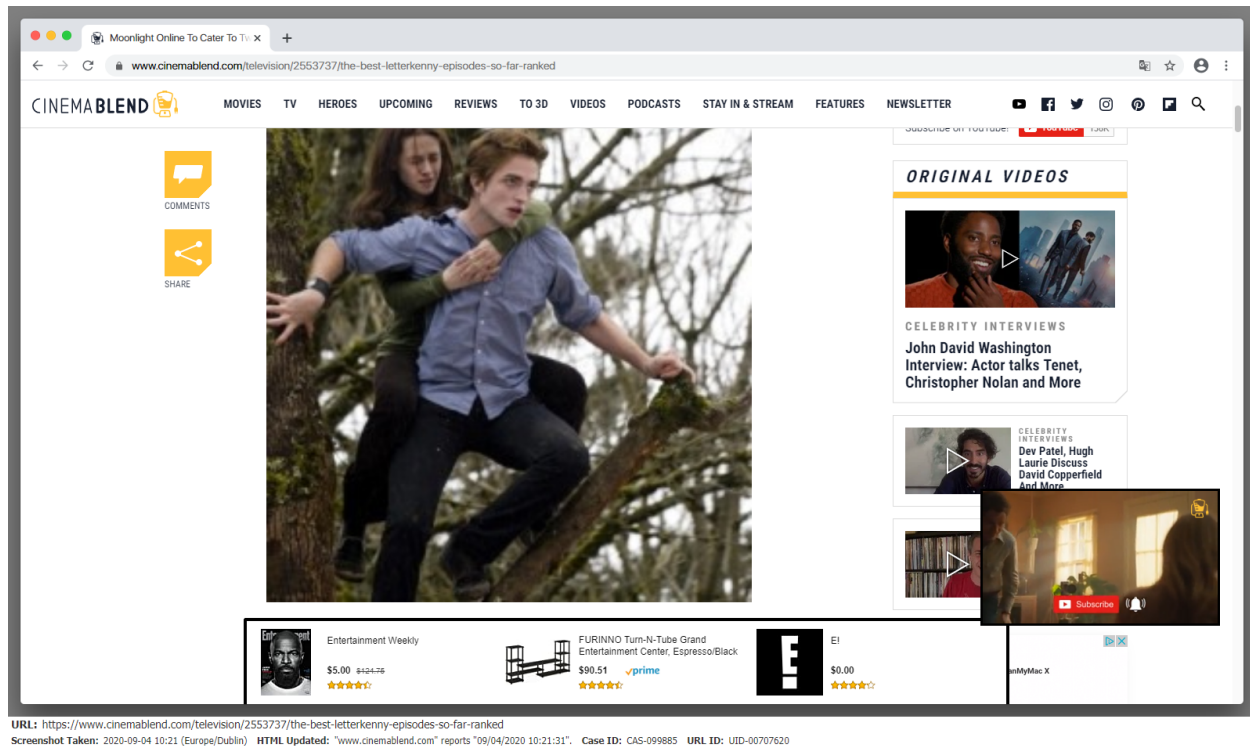 Moonlight Online To Cater To Tw
www.cinemablend.com/television/2553737/the-best-letterkenny-episodes-so-far-ranked
CINEMABLEND
MOVIES TV HEROES UPCOMING REVIEWS TO 3D VIDEOS PODCASTS STAY IN & STREAM FEATURES NEWSLETTER
Subscribe on YouTube! YouTube 138K
COMMENTS
SHARE
ORIGINAL VIDEOS
CELEBRITY INTERVIEWS
John David Washington
Interview: Actor talks Tenet,
Christopher Nolan and More
CELEBRITY
INTERVIEWS
Dev Patel, Hugh
Laurie Discuss
David Copperfield
And More
Subscribe
Entertainment Weekly
$5.00 $124.75
FURINNO Turn-N-Tube Grand
Entertainment Center, Espresso/Black
$90.51 prime
E!
$0.00
anMyMac X
URL: https://www.cinemablend.com/television/2553737/the-best-letterkenny-episodes-so-far-ranked
Screenshot Taken: 2020-09-04 10:21 (Europe/Dublin) HTML Updated: "www.cinemablend.com" reports "09/04/2020 10:21:31". Case ID: CAS-099885 URL ID: UID-00707620